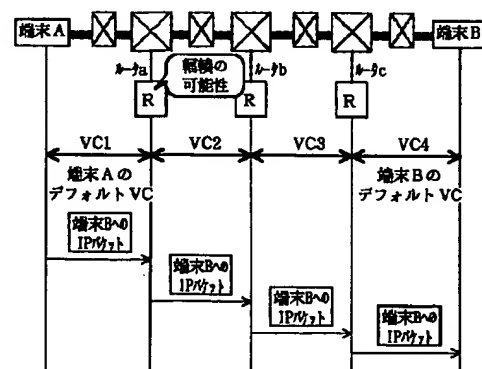 端末A
端末B
ルータa
輻輳の
可能性
ルータb
ルータc
R
R
R
VC1
VC2
VC3
VC4
端末Aの
デフォルトVC
端末Bの
デフォルトVC
端末Bへの
IPパケット
端末Bへの
IPパケット
端末Bへの
IPパケット
端末Bへの
IPパケット